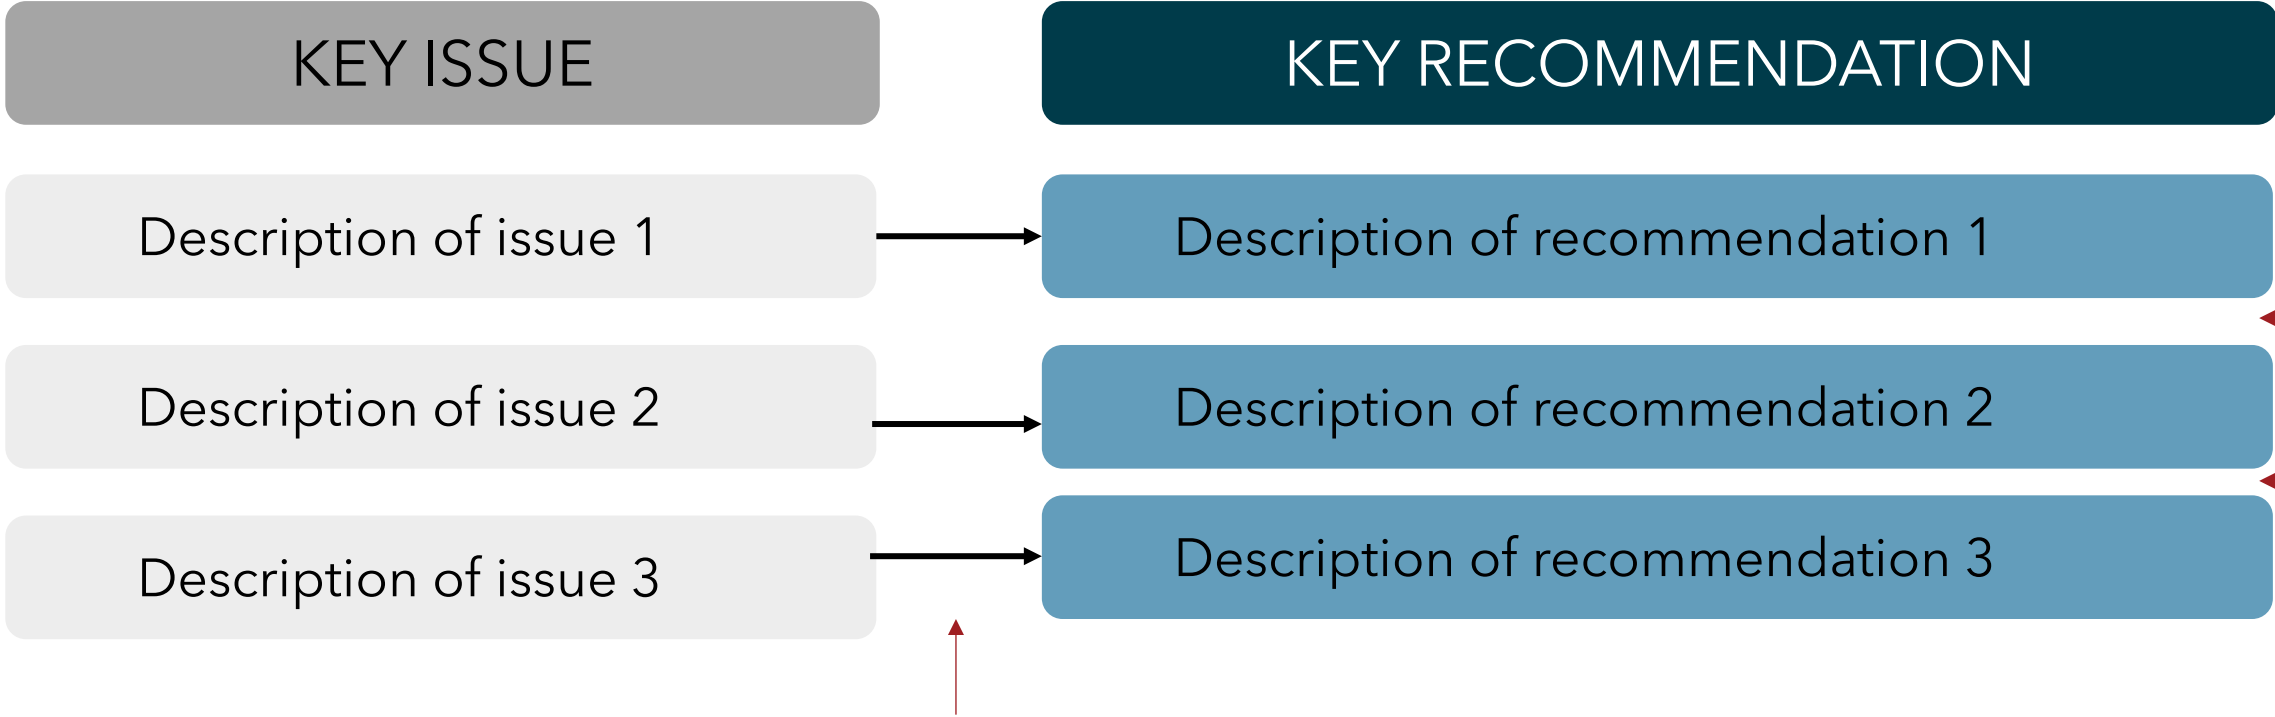 KEY ISSUE
KEY RECOMMENDATION
Description of issue 1
Description of recommendation 1
Description of issue 2
Description of recommendation 2
Description of issue 3
Description of recommendation 3